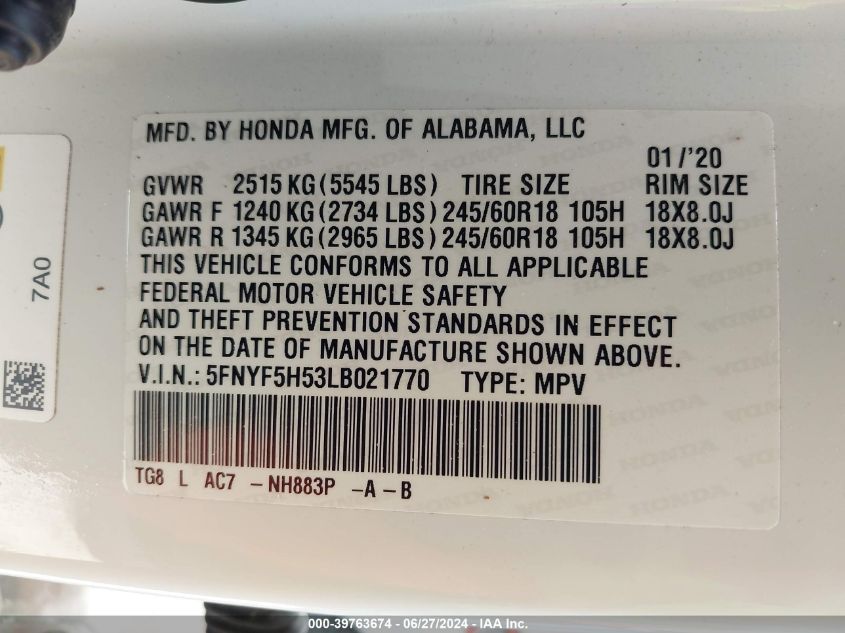 MFD. BY HONDA MFG. OF ALABAMA, LLC
01/'20
GVWR 2515 KG (5545 LBS) TIRE SIZE RIM SIZE
GAWR F 1240 KG (2734 LBS) 245/60R18 105H 18X8.0J
GAWR R 1345 KG (2965 LBS) 245/60R18 105H 18X8.0J
THIS VEHICLE CONFORMS TO ALL APPLICABLE
FEDERAL MOTOR VEHICLE SAFETY
AND THEFT PREVENTION STANDARDS IN EFFECT
ON THE DATE OF MANUFACTURE SHOWN ABOVE.
V.I.N.: 5FNYF5H53LB021770 TYPE: MPV
TG8 L AC7 - NH883P - A - B
7A0
000-39763674 - 06/27/2024 - IAA Inc.